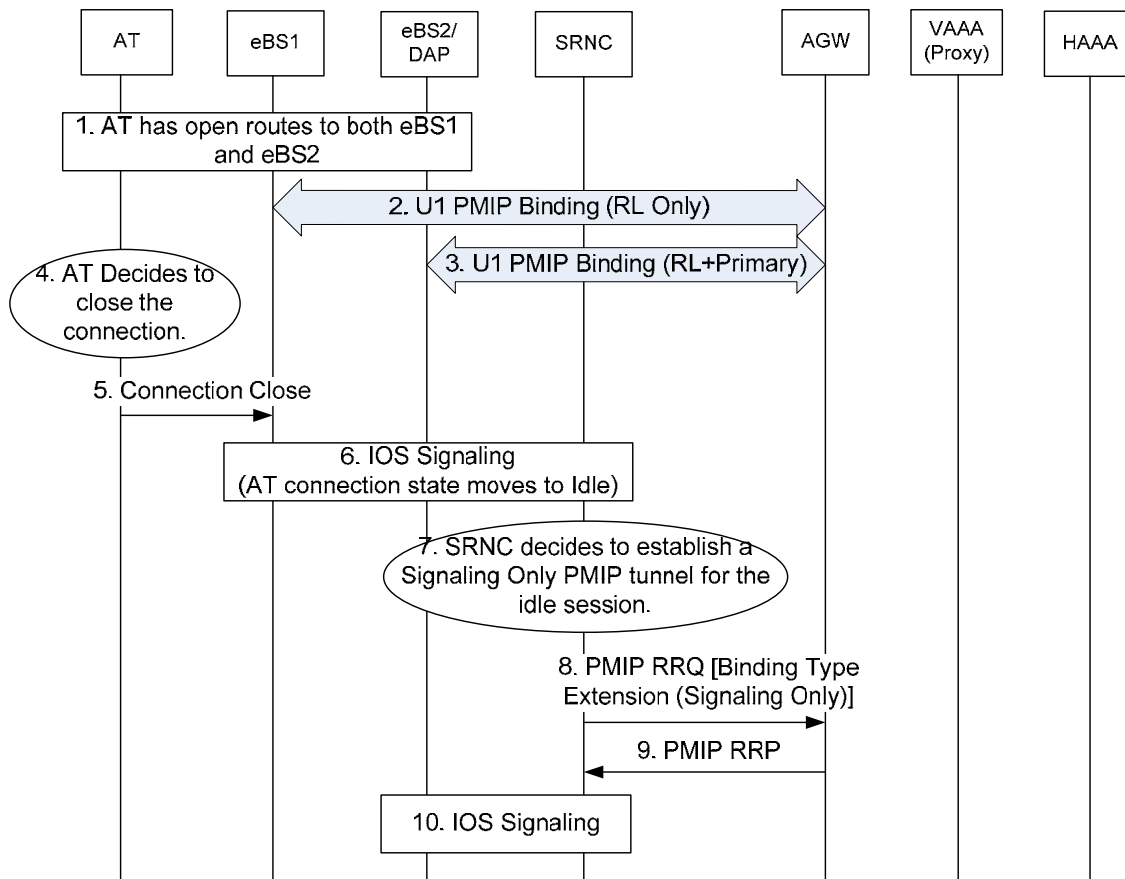 AT
eBS1
eBS2/
DAP
SRNC
AGW
VAAA
(Proxy)
HAAA
1. AT has open routes to both eBS1
and eBS2
2. U1 PMIP Binding (RL Only)
3. U1 PMIP Binding (RL+Primary)
4. AT Decides to
close the
connection.
5. Connection Close
6. IOS Signaling
(AT connection state moves to Idle)
7. SRNC decides to establish a
Signaling Only PMIP tunnel for the
idle session.
8. PMIP RRQ [Binding Type
Extension (Signaling Only)]
9. PMIP RRP
10. IOS Signaling